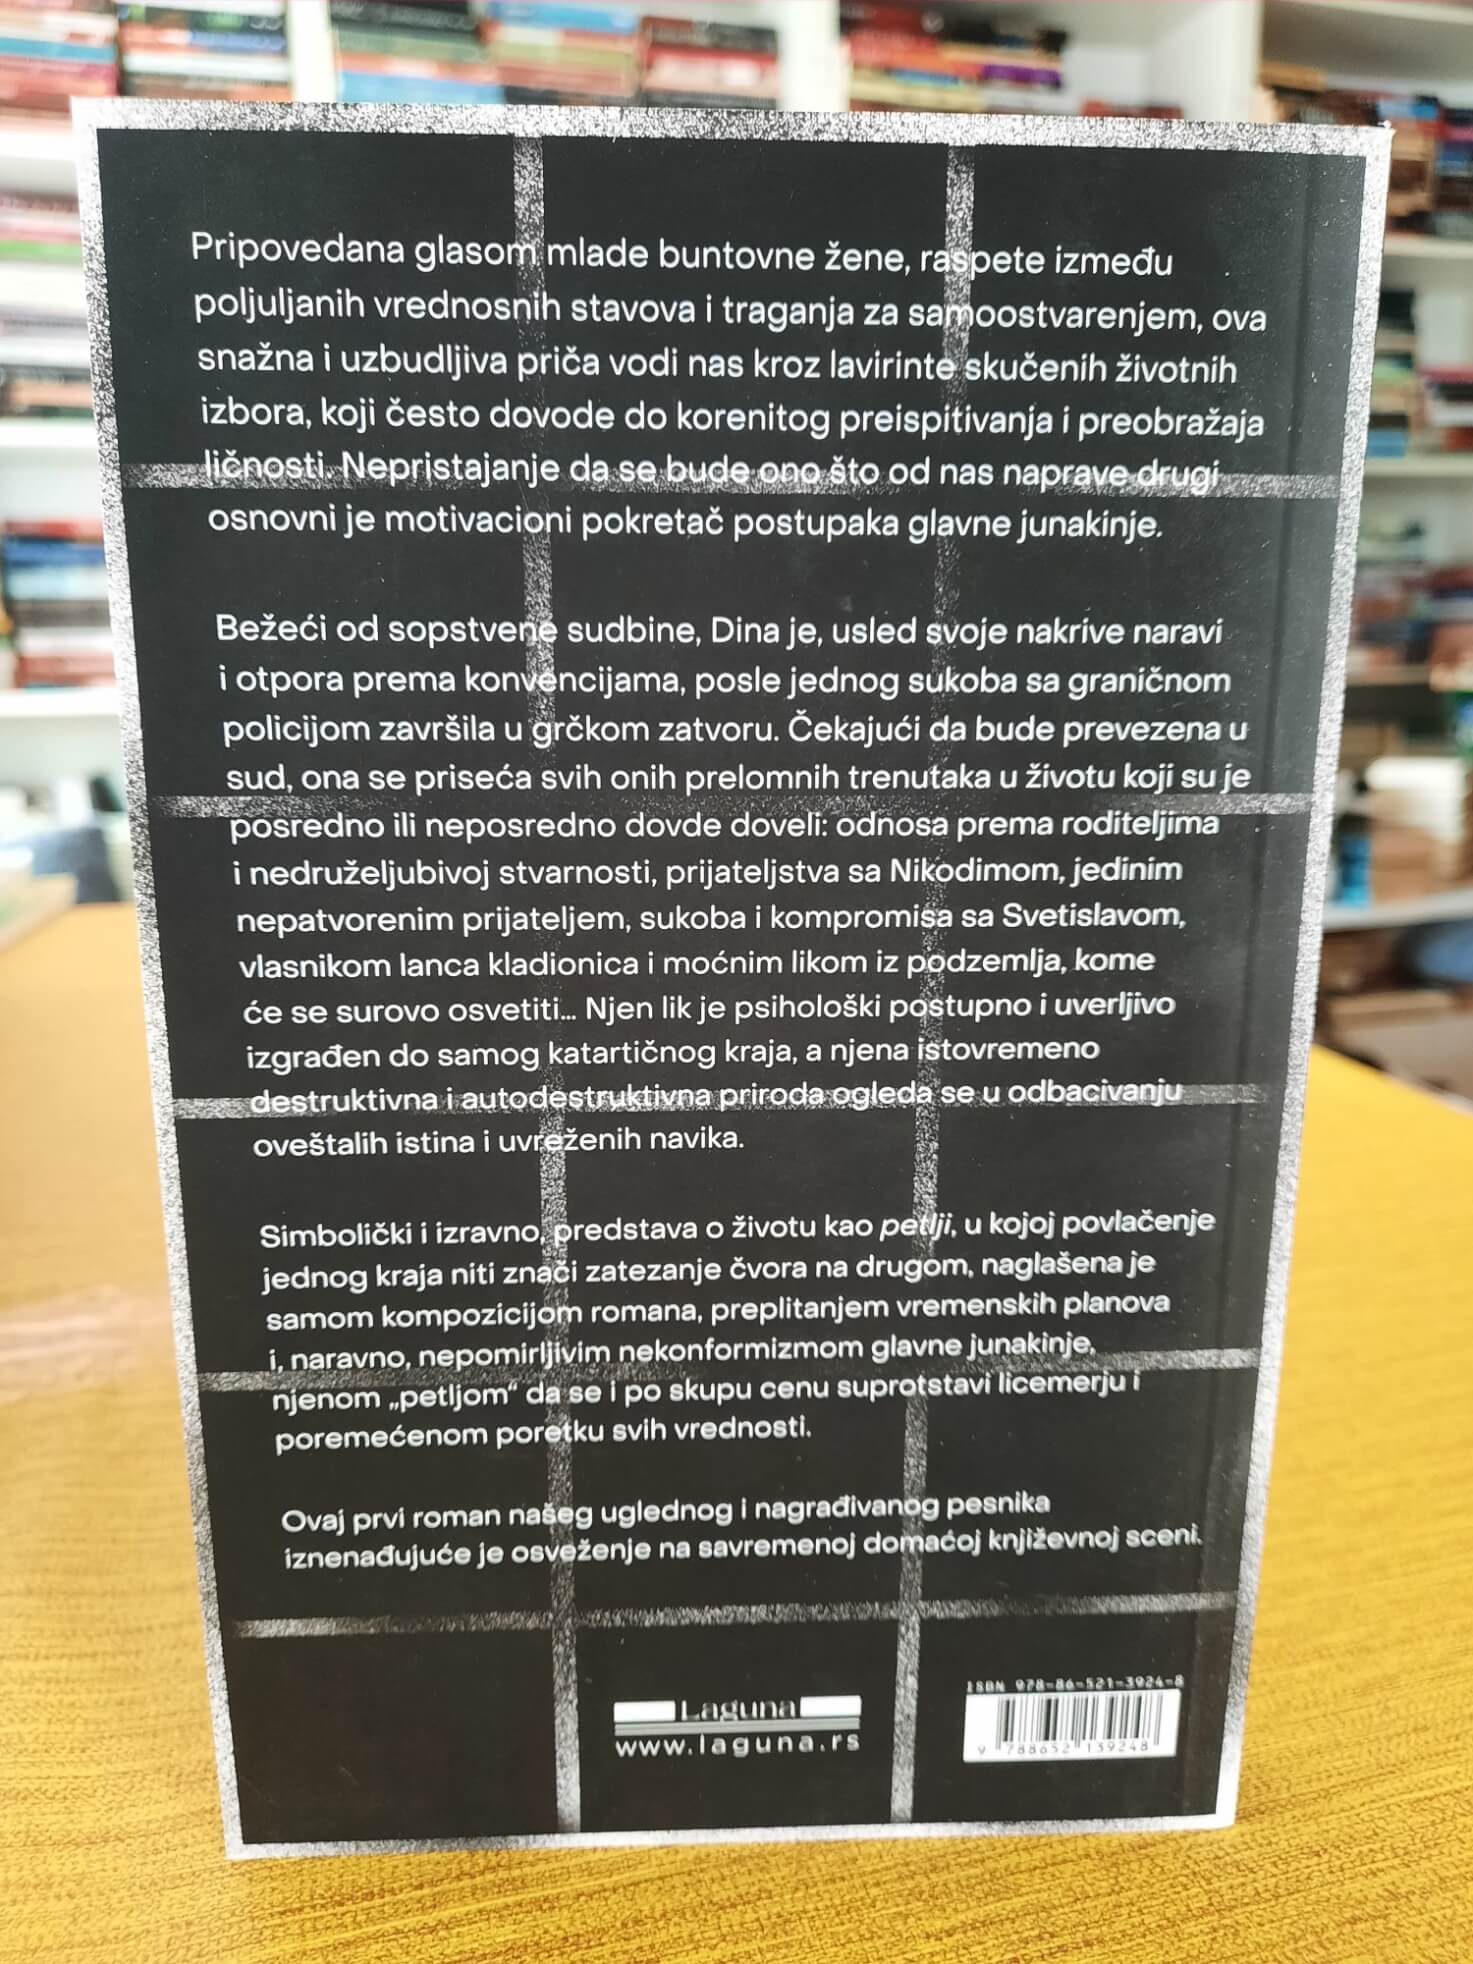 Pripovedana glasom mlade buntovne žene, raspete između
poljuljanih vrednosnih stavova i traganja za samoostvarenjem, ova
snažna i uzbudljiva priča vodi nas kroz lavirinte skučenih životnih
izbora, koji često dovode do korenitog preispitivanja i preobražaja
ličnosti. Nepristajanje da se bude ono što od nas naprave drugi
osnovni je motivacioni pokretač postupaka glavne junakinje.
Bežeći od sopstvene sudbine, Dina je, usled svoje nakrive naravi
i otpora prema konvencijama, posle jednog sukoba sa graničnom
policijom završila u grčkom zatvoru. Čekajući da bude prevezena u
sud, ona se priseća svih onih prelomnih trenutaka u životu koji su je
posredno ili neposredno dovde doveli: odnosa prema roditeljima
i nedruželjubivoj stvarnosti, prijateljstva sa Nikodimom, jedinim
nepatvorenim prijateljem, sukoba i kompromisa sa Svetislavom,
vlasnikom lanca kladionica i moćnim likom iz podzemlja, kome
će se surovo osvetiti... Njen lik je psihološki postupno i uverljivo
izgrađen do samog katartičnog kraja, a njena istovremeno
destruktivna i autodestruktivna priroda ogleda se u odbacivanju
oveštalih istina i uvreženih navika.
Simbolički i izravno, predstava o životu kao petlji, u kojoj povlačenje
jednog kraja niti znači zatezanje čvora na drugom, naglašena je
samom kompozicijom romana, preplitanjem vremenskih planova
i, naravno, nepomirljivim nekonformizmom glavne junakinje,
njenom „petljom“ da se i po skupu cenu suprotstavi licemerju i
poremećenom poretku svih vrednosti.
Ovaj prvi roman našeg uglednog i nagrađivanog pesnika
iznenađujuće je osveženje na savremenoj domaćoj književnoj sceni.
ISBN 978-86-521-3924-8
Laguna
www.laguna.rs
9 788652 139248